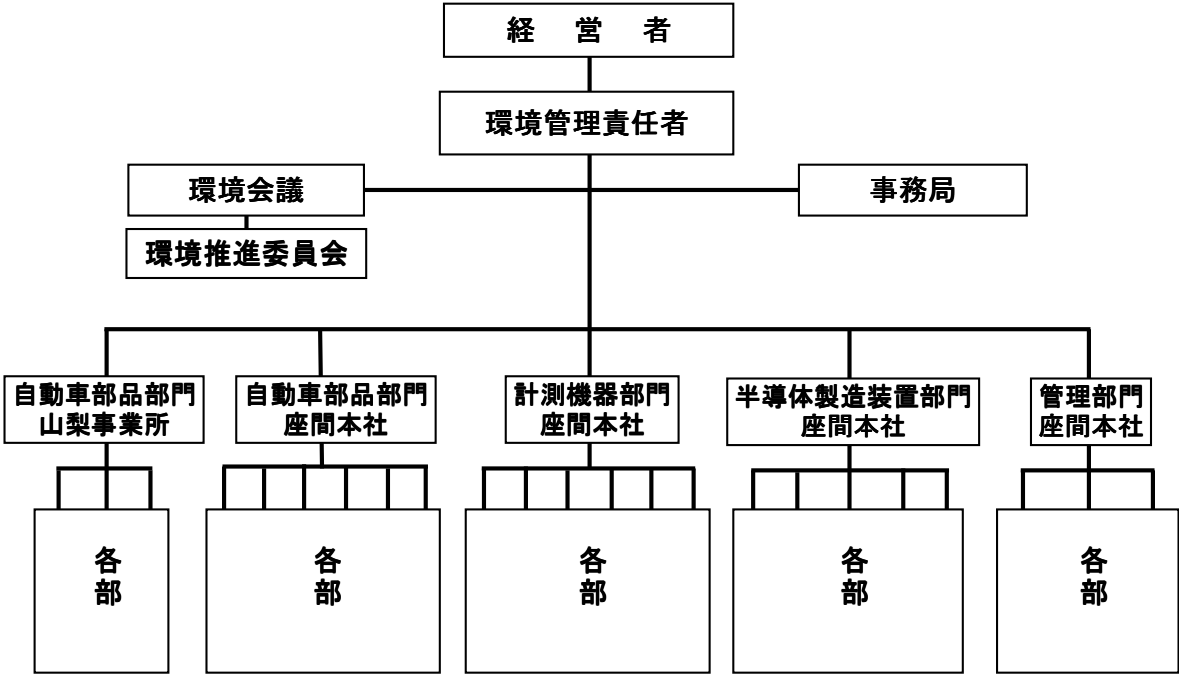 経 営 者
環境管理責任者
環境会議
事務局
環境推進委員会
自動車部品部門
山梨事業所
自動車部品部門
座間本社
計測機器部門
座間本社
半導体製造装置部門
座間本社
管理部門
座間本社
各
部
各
部
各
部
各
部
各
部